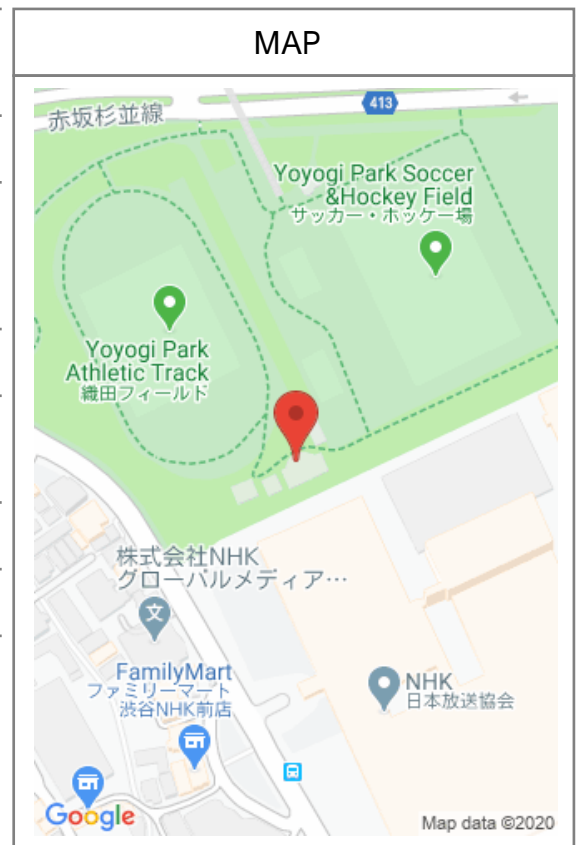 MAP
赤坂杉並線
413
Yoyogi Park Soccer
&Hockey Field
サッカー・ホッケー場
Yoyogi Park
Athletic Track
織田フィールド
株式会社NHK
グローバルメディア…
文
FamilyMart
ファミリーマート
渋谷NHK前店
NHK
日本放送協会
Google
Map data ©2020